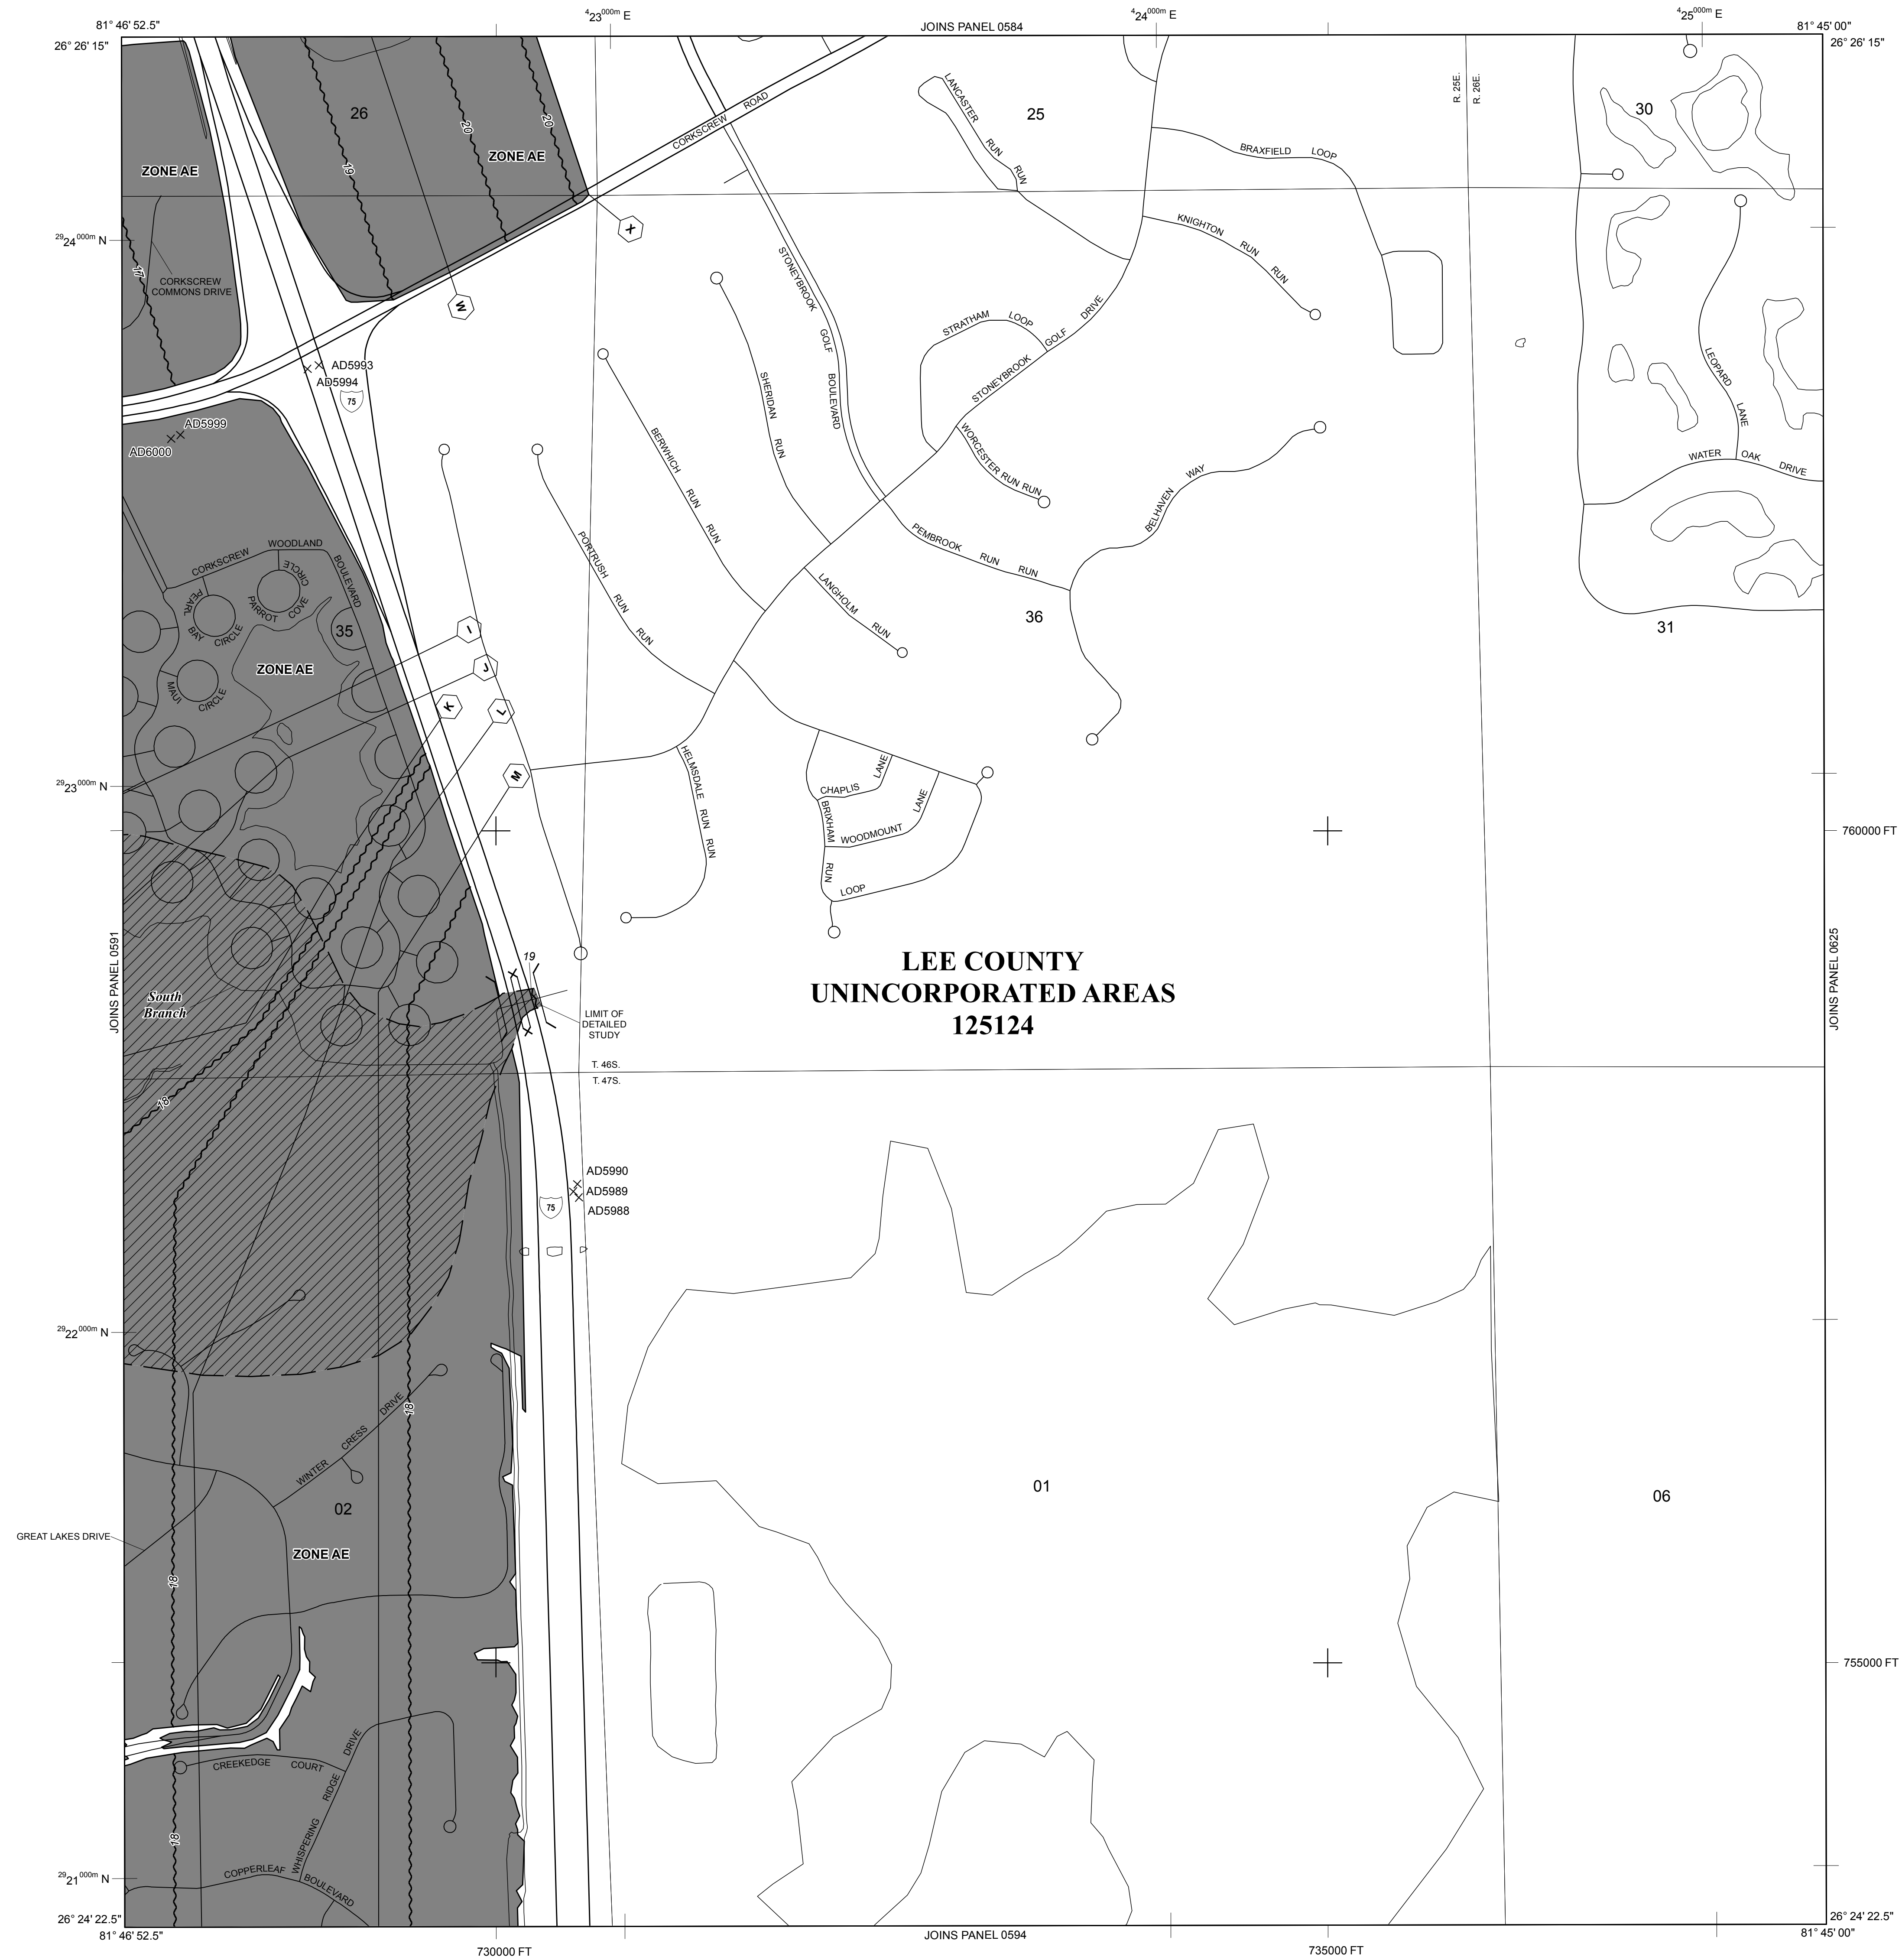 81° 46' 52.5"
4 23 000m E
JOINS PANEL 0584
4 24 000m E
4 25 000m E
81° 45' 00"
26° 26' 15"
26° 26' 15"
26
ZONE AE
ZONE AE
19
20
20
CORKSCREW ROAD
LANCASTER RUN RUN
25
BRAXFIELD LOOP
R. 25E.
R. 26E.
30
29 24 000m N
17
CORKSCREW
COMMONS DRIVE
W
X
STONEYBROOK GOLF BOULEVARD
KNIGHTON RUN RUN
STRATHAM LOOP
STONEYBROOK GOLF DRIVE
LEOPARD LANE
AD5993
AD5994
75
AD5999
AD6000
SHERIDAN RUN
BERWHICH RUN RUN
WORCESTER RUN RUN
BELHAVEN WAY
WATER OAK DRIVE
PORTRUSH RUN RUN
PEMBROOK RUN RUN
LANGHOLM RUN
CORKSCREW WOODLAND BOULEVARD
PEARL BAY CIRCLE
PARROT COVE CIRCLE
MAUI CIRCLE
35
ZONE AE
36
31
I
J
K
L
M
29 23 000m N
HELMSDALE RUN RUN
CHAPLIS LANE
BRIXHAM RUN
WOODMOUNT LANE
LOOP
760000 FT
JOINS PANEL 0591
South
Branch
19
LIMIT OF
DETAILED
STUDY
LEE COUNTY
UNINCORPORATED AREAS
125124
JOINS PANEL 0625
T. 46S.
T. 47S.
18
AD5990
AD5989
AD5988
75
29 22 000m N
18
WINTER CRESS DRIVE
02
01
06
GREAT LAKES DRIVE
ZONE AE
18
755000 FT
CREEKEDGE COURT
WHISPERING RIDGE DRIVE
18
COPPERLEAF BOULEVARD
29 21 000m N
26° 24' 22.5"
26° 24' 22.5"
81° 46' 52.5"
730000 FT
JOINS PANEL 0594
735000 FT
81° 45' 00"